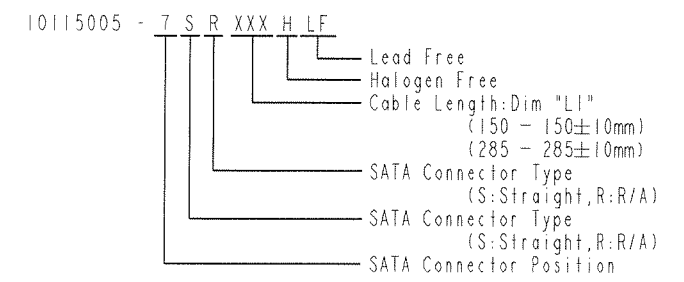 10115005 - 7 S R XXX H LF
Lead Free
Halogen Free
Cable Length:Dim "L1"
(150 - 150±10mm)
(285 - 285±10mm)
SATA Connector Type
(S:Straight,R:R/A)
SATA Connector Type
(S:Straight,R:R/A)
SATA Connector Position